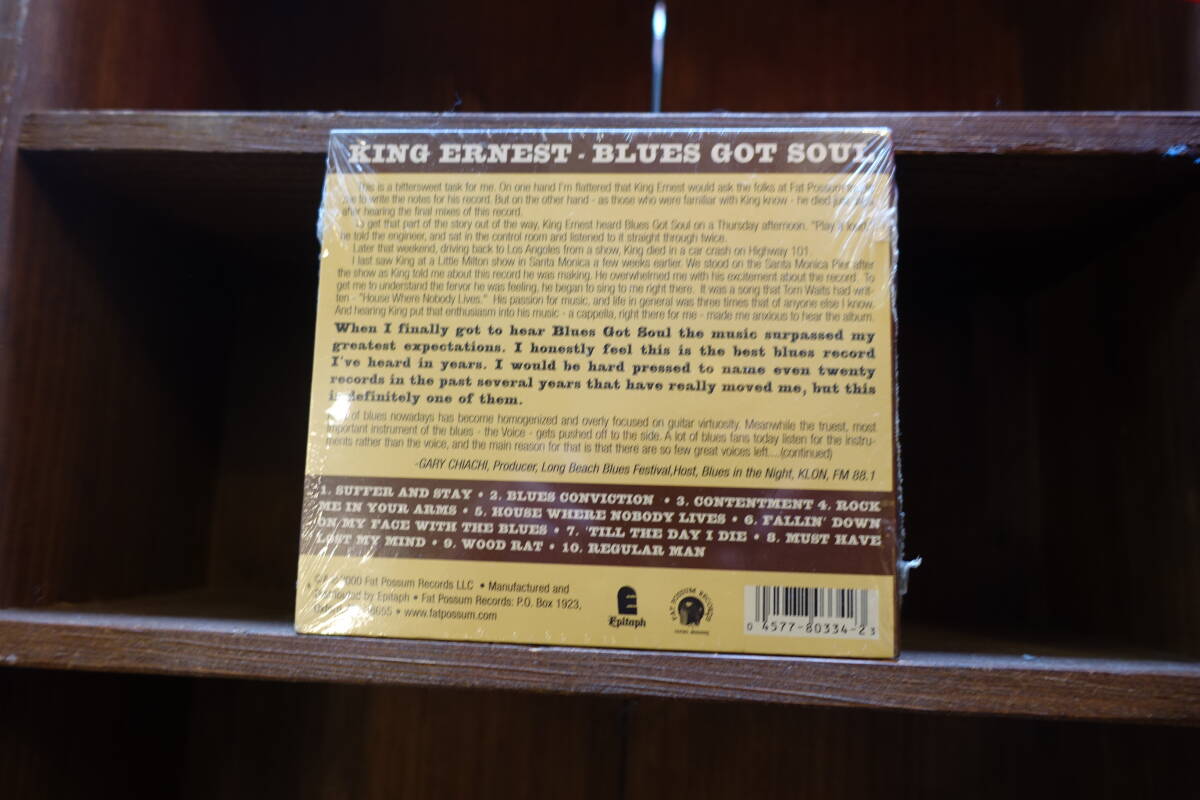 KING ERNEST - BLUES GOT SOUL
This is a bittersweet task for me. On one hand I'm flattered that King Ernest would ask the folks at Fat Possum
to write the notes for his record. But on the other hand - as those who were familiar with King know - he died just
after hearing the final mixes of this record.
To get that part of the story out of the way, King Ernest heard Blues Got Soul on a Thursday afternoon. "Play it loud,"
he told the engineer, and sat in the control room and listened to it straight through twice.
Later that weekend, driving back to Los Angeles from a show, King died in a car crash on Highway 101.
I last saw King at a Little Milton show in Santa Monica a few weeks earlier. We stood on the Santa Monica Pier after
the show as King told me about this record he was making. He overwhelmed me with his excitement about the record. To
get me to understand the fervor he was feeling, he began to sing to me right there. It was a song that Tom Waits had writ-
ten - "House Where Nobody Lives." His passion for music, and life in general was three times that of anyone else I know.
And hearing King put that enthusiasm into his music - a cappella, right there for me - made me anxious to hear the album.
When I finally got to hear Blues Got Soul the music surpassed my
greatest expectations. I honestly feel this is the best blues record
I've heard in years. I would be hard pressed to name even twenty
records in the past several years that have really moved me, but this
is definitely one of them.
of blues nowadays has become homogenized and overly focused on guitar virtuosity. Meanwhile the truest, most
important instrument of the blues - the Voice - gets pushed off to the side. A lot of blues fans today listen for the instru-
ments rather than the voice, and the main reason for that is that there are so few great voices left....(continued)
-GARY CHIACHI, Producer, Long Beach Blues Festival,Host, Blues in the Night, KLON, FM 88.1
1. SUFFER AND STAY • 2. BLUES CONVICTION • 3. CONTENTMENT 4. ROCK
ME IN YOUR ARMS • 5. HOUSE WHERE NOBODY LIVES • 6. FALLIN' DOWN
ON MY FACE WITH THE BLUES • 7. 'TILL THE DAY I DIE • 8. MUST HAVE
LOST MY MIND • 9. WOOD RAT • 10. REGULAR MAN
2000 Fat Possum Records LLC • Manufactured and
Distributed by Epitaph • Fat Possum Records: P.O. Box 1923,
• www.fatpossum.com
E
Epitaph
FAT POSSUM RECORDS
0 4577-80334-2 3